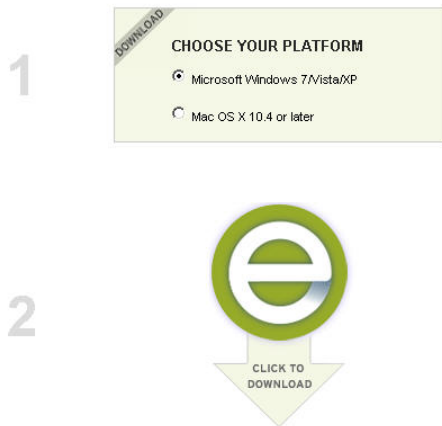 DOWNLOAD
1
CHOOSE YOUR PLATFORM
Microsoft Windows 7/Vista/XP
Mac OS X 10.4 or later
2
e
CLICK TO
DOWNLOAD